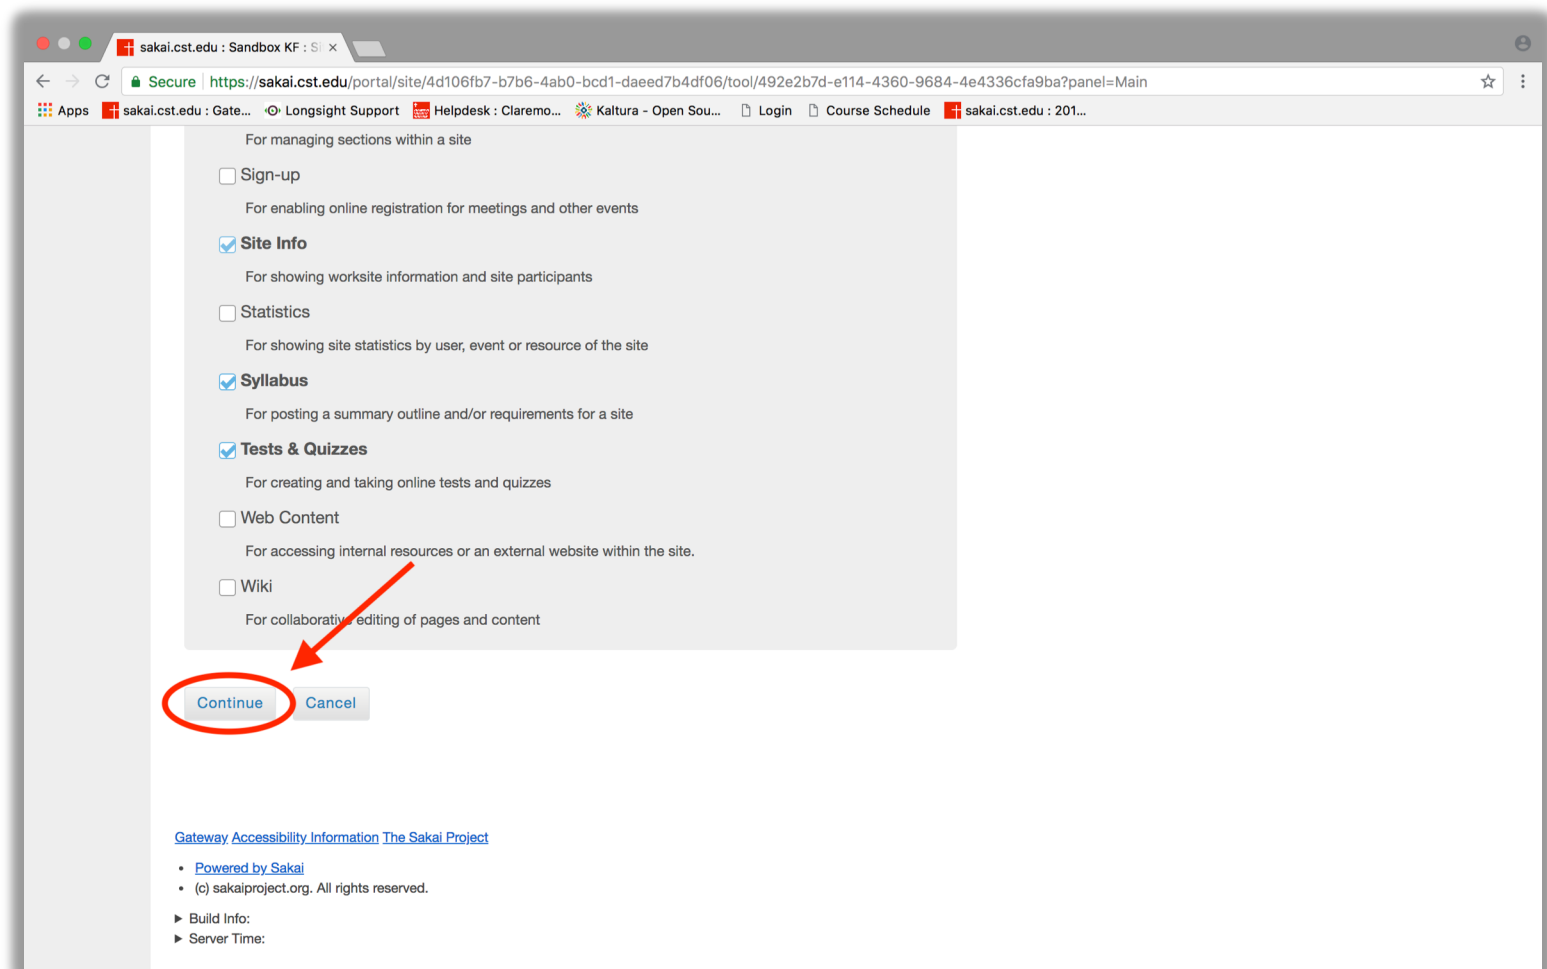 sakai.cst.edu : Sandbox KF : Si ×
Secure https://sakai.cst.edu/portal/site/4d106fb7-b7b6-4ab0-bcd1-daeed7b4df06/tool/492e2b7d-e114-4360-9684-4e4336cfa9ba?panel=Main
Apps sakai.cst.edu : Gate... Longsight Support Helpdesk : Claremo... Kaltura - Open Sou... Login Course Schedule sakai.cst.edu : 201...
For managing sections within a site
Sign-up
For enabling online registration for meetings and other events
Site Info
For showing worksite information and site participants
Statistics
For showing site statistics by user, event or resource of the site
Syllabus
For posting a summary outline and/or requirements for a site
Tests & Quizzes
For creating and taking online tests and quizzes
Web Content
For accessing internal resources or an external website within the site.
Wiki
For collaborative editing of pages and content
Continue Cancel
Gateway Accessibility Information The Sakai Project
• Powered by Sakai
• (c) sakaiproject.org. All rights reserved.
▶ Build Info:
▶ Server Time: